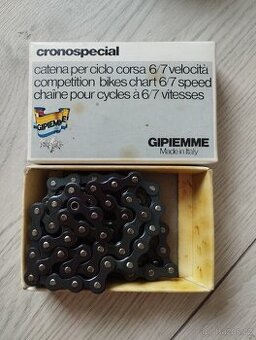 cronospecial
catena per ciclo corsa 6/7 velocità
competition bikes chart 6/7 speed
chaîne pour cycles à 6/7 vitesses
GIPIEMME
GIPIEMME
Made in Italy